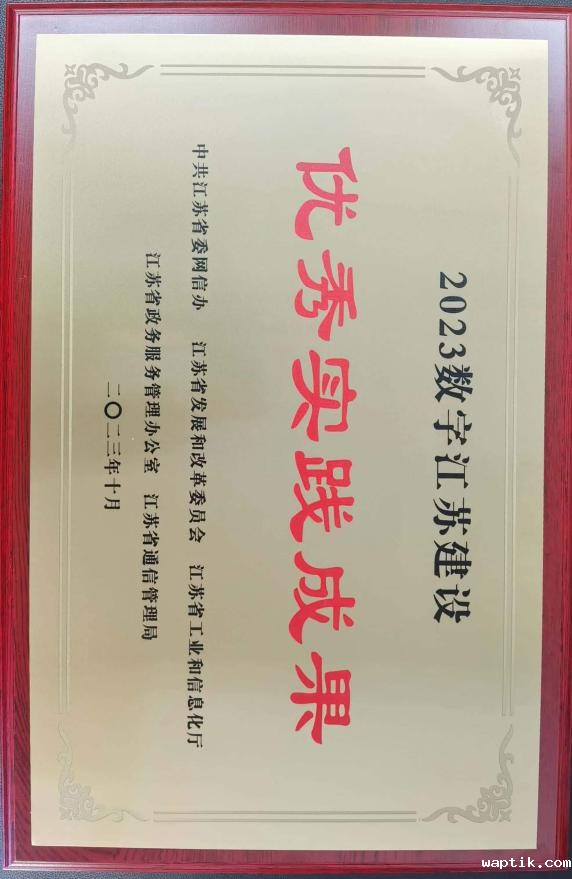 2023数字江苏建设
优秀实践成果
中共江苏省委网信办 江苏省发展和改革委员会 江苏省工业和信息化厅
江苏省政务服务管理办公室 江苏省通信管理局
二〇二三年十月
waptik.com